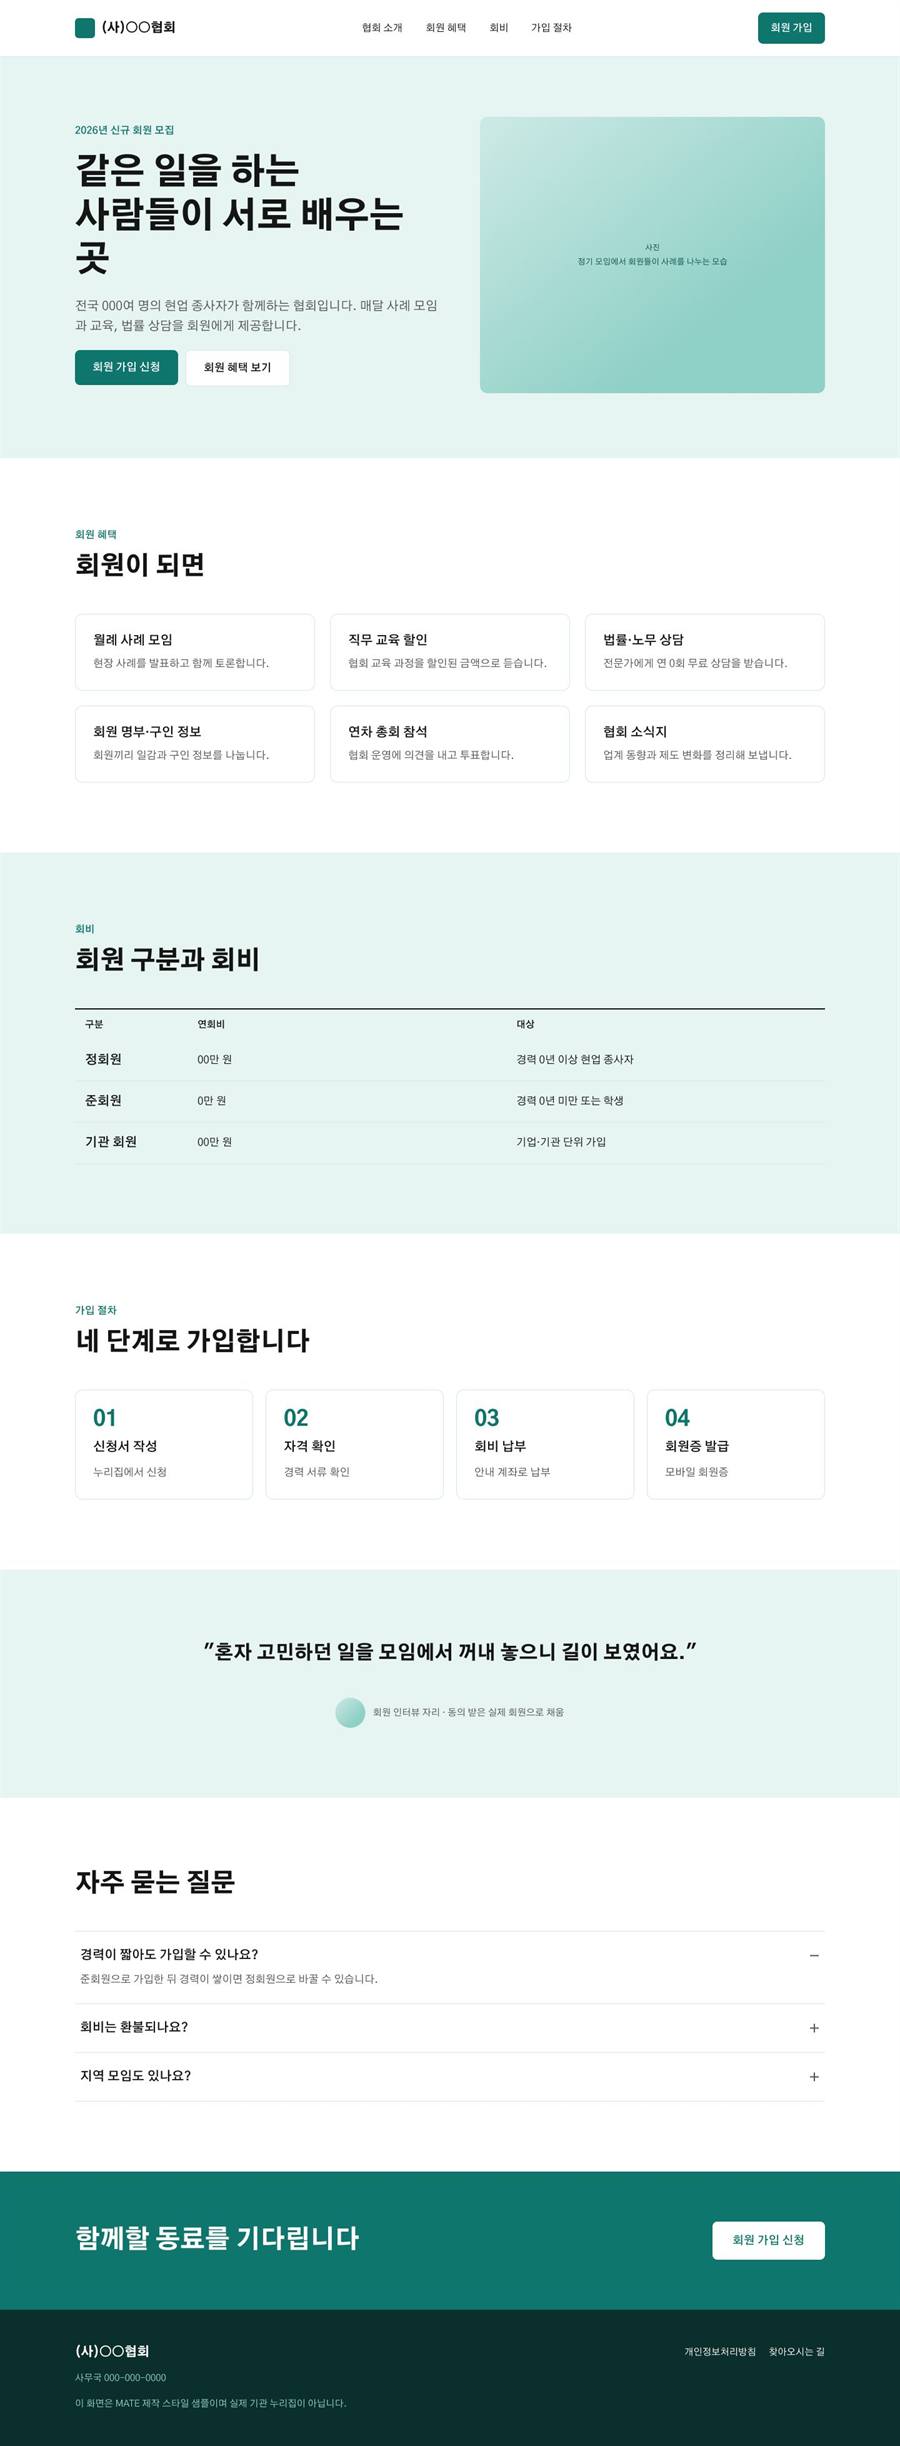 (사)○○협회
협회 소개 회원 혜택 회비 가입 절차
회원 가입
2026년 신규 회원 모집
같은 일을 하는
사람들이 서로 배우는
곳
전국 000여 명의 현업 종사자가 함께하는 협회입니다. 매달 사례 모임
과 교육, 법률 상담을 회원에게 제공합니다.
회원 가입 신청 회원 혜택 보기
사진
정기 모임에서 회원들이 사례를 나누는 모습
회원 혜택
회원이 되면
월례 사례 모임
현장 사례를 발표하고 함께 토론합니다.
직무 교육 할인
협회 교육 과정을 할인된 금액으로 듣습니다.
법률·노무 상담
전문가에게 연 0회 무료 상담을 받습니다.
회원 명부·구인 정보
회원끼리 일감과 구인 정보를 나눕니다.
연차 총회 참석
협회 운영에 의견을 내고 투표합니다.
협회 소식지
업계 동향과 제도 변화를 정리해 보냅니다.
회비
회원 구분과 회비
구분 연회비 대상
정회원 00만 원 경력 0년 이상 현업 종사자
준회원 0만 원 경력 0년 미만 또는 학생
기관 회원 00만 원 기업·기관 단위 가입
가입 절차
네 단계로 가입합니다
01
신청서 작성
누리집에서 신청
02
자격 확인
경력 서류 확인
03
회비 납부
안내 계좌로 납부
04
회원증 발급
모바일 회원증
"혼자 고민하던 일을 모임에서 꺼내 놓으니 길이 보였어요."
회원 인터뷰 자리 · 동의 받은 실제 회원으로 채움
자주 묻는 질문
경력이 짧아도 가입할 수 있나요? −
준회원으로 가입한 뒤 경력이 쌓이면 정회원으로 바꿀 수 있습니다.
회비는 환불되나요? +
지역 모임도 있나요? +
함께할 동료를 기다립니다
회원 가입 신청
(사)○○협회
개인정보처리방침 찾아오시는 길
사무국 000-000-0000
이 화면은 MATE 제작 스타일 샘플이며 실제 기관 누리집이 아닙니다.